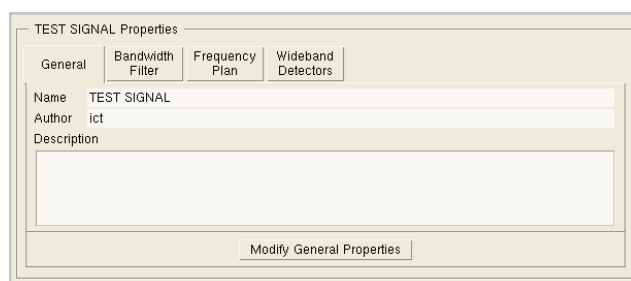 TEST SIGNAL Properties
General
Bandwidth
Filter
Frequency
Plan
Wideband
Detectors
Name TEST SIGNAL
Author ict
Description
Modify General Properties